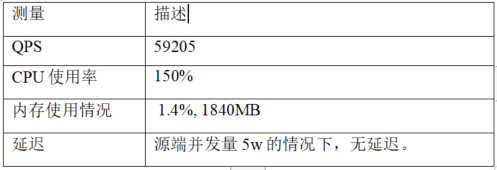 测量 描述
QPS 59205
CPU 使用率 150%
内存使用情况 1.4%, 1840MB
延迟 源端并发量 5w 的情况下，无延迟。